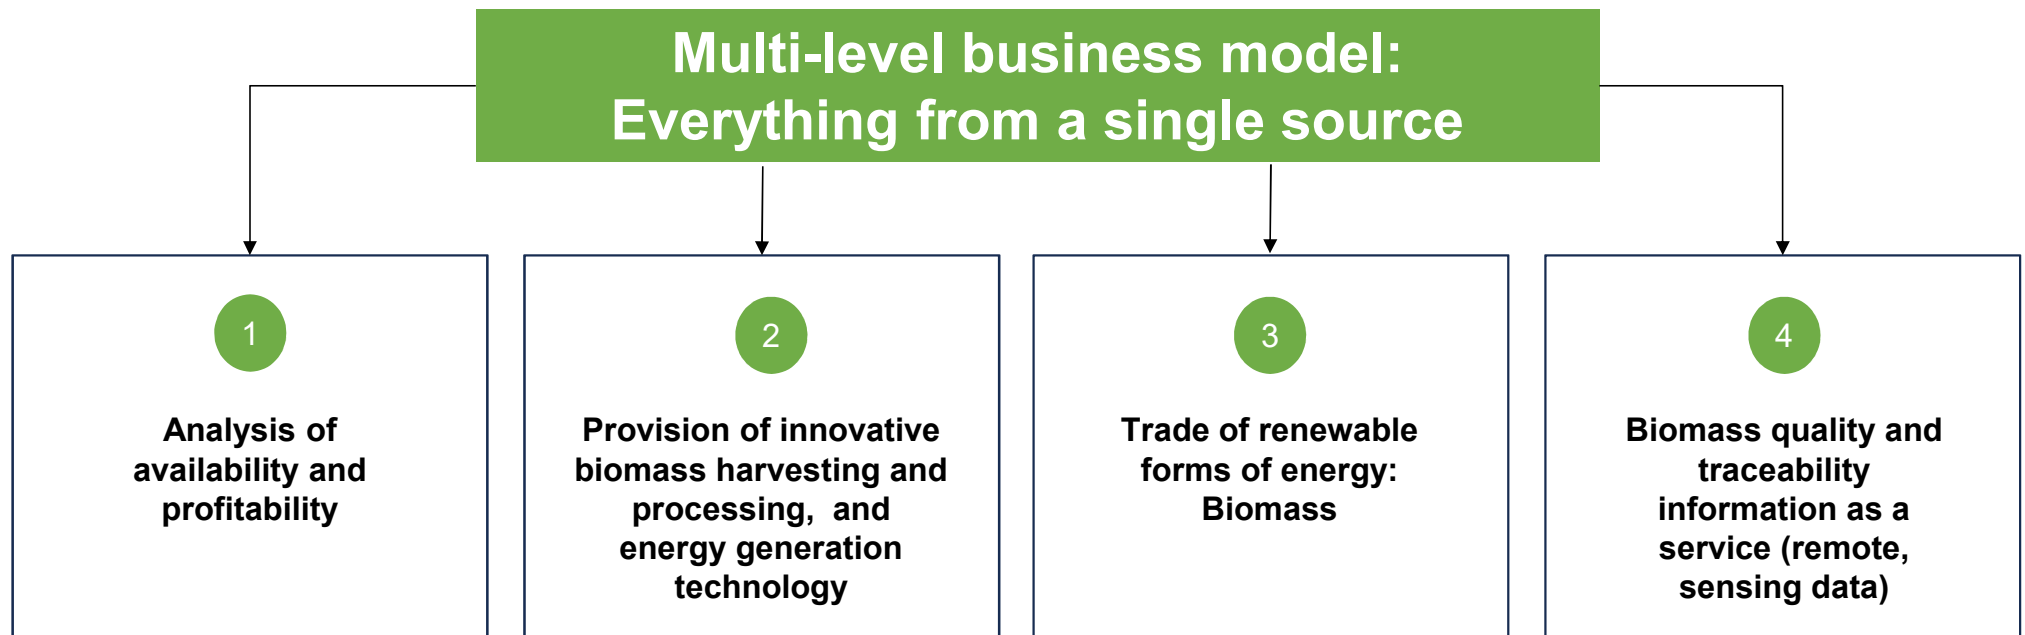 Multi-level business model:
Everything from a single source
1
Analysis of
availability and
profitability
2
Provision of innovative
biomass harvesting and
processing,  and
energy generation
technology
3
Trade of renewable
forms of energy:
Biomass
4
Biomass quality and
traceability
information as a
service (remote,
sensing data)